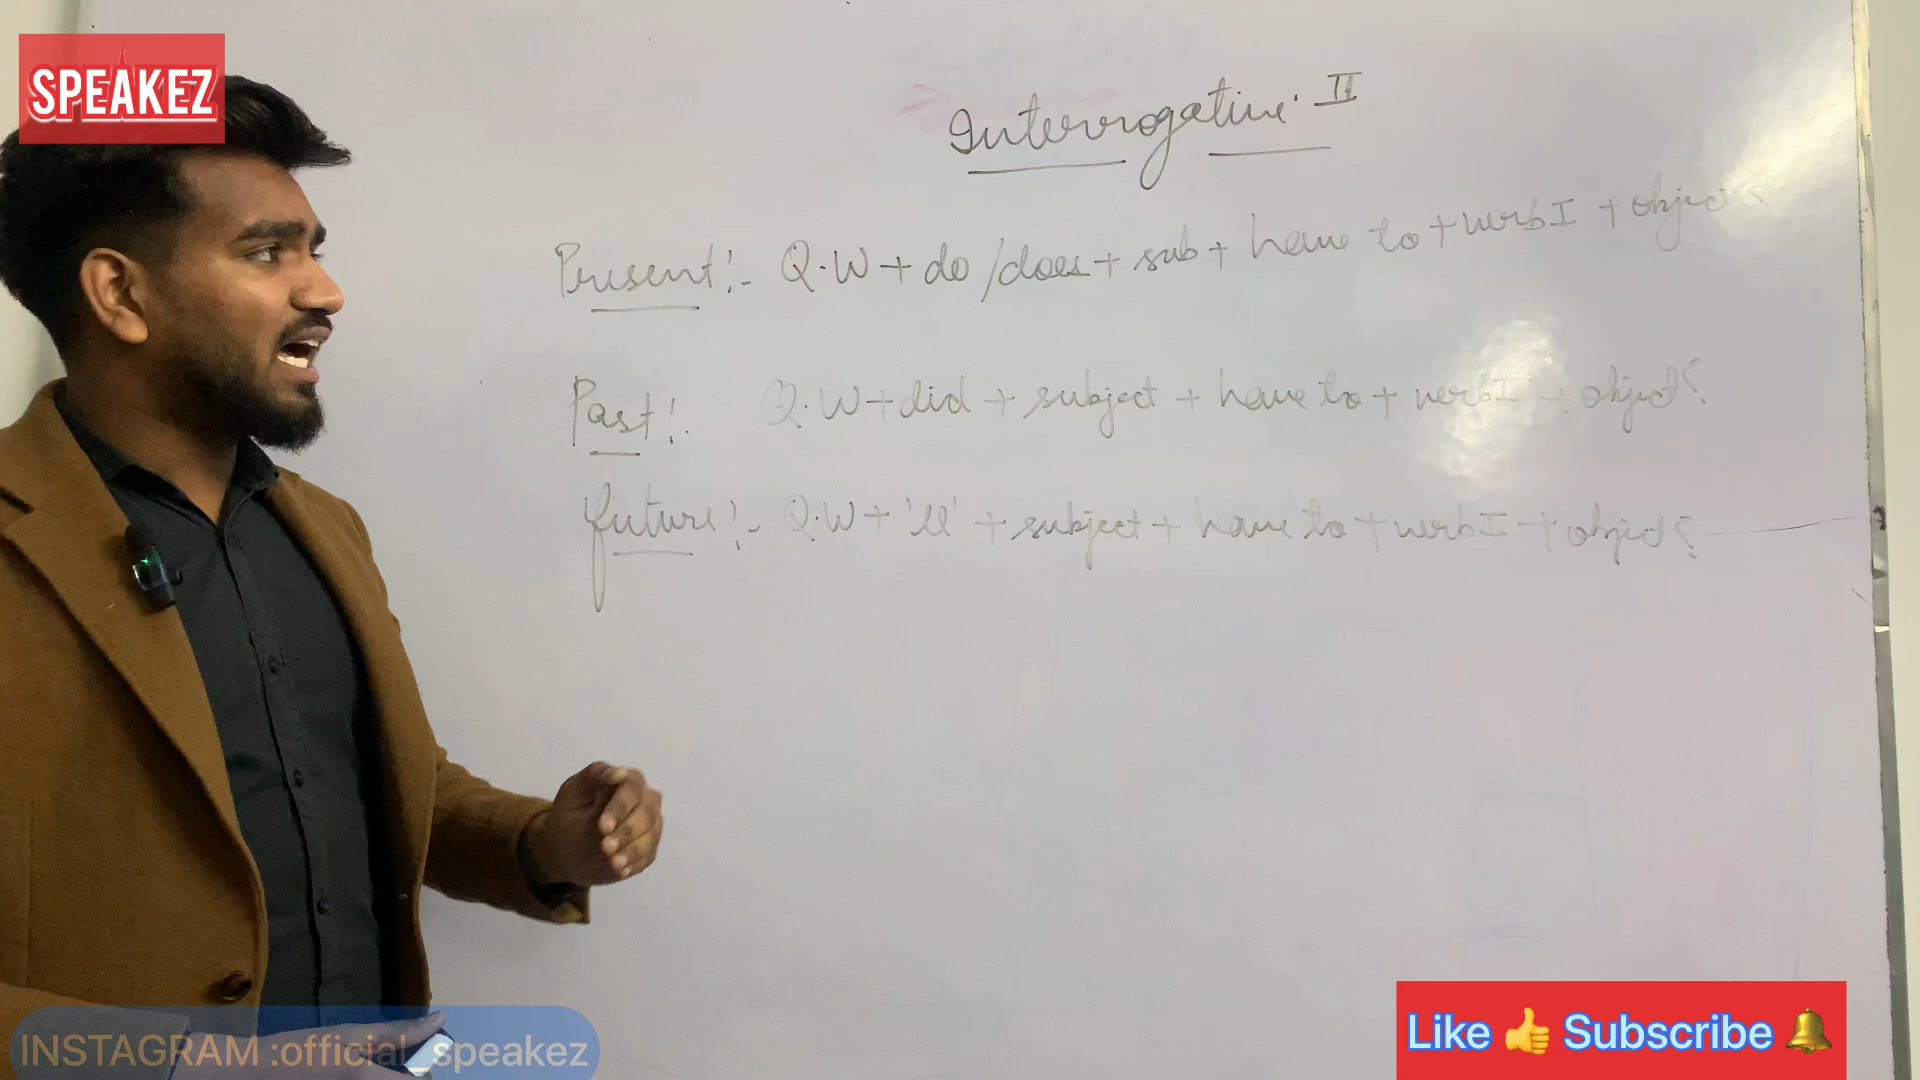 SPEAKEZ
Interrogative. II
Present:- Q.W + do/does + sub + have to + verb I + object?
Past:- Q.W + did + subject + have to + verb I + object?
future:- Q.W + 'll' + subject + have to + verb I + object?
INSTAGRAM :official_speakez
Like 👍 Subscribe 🔔